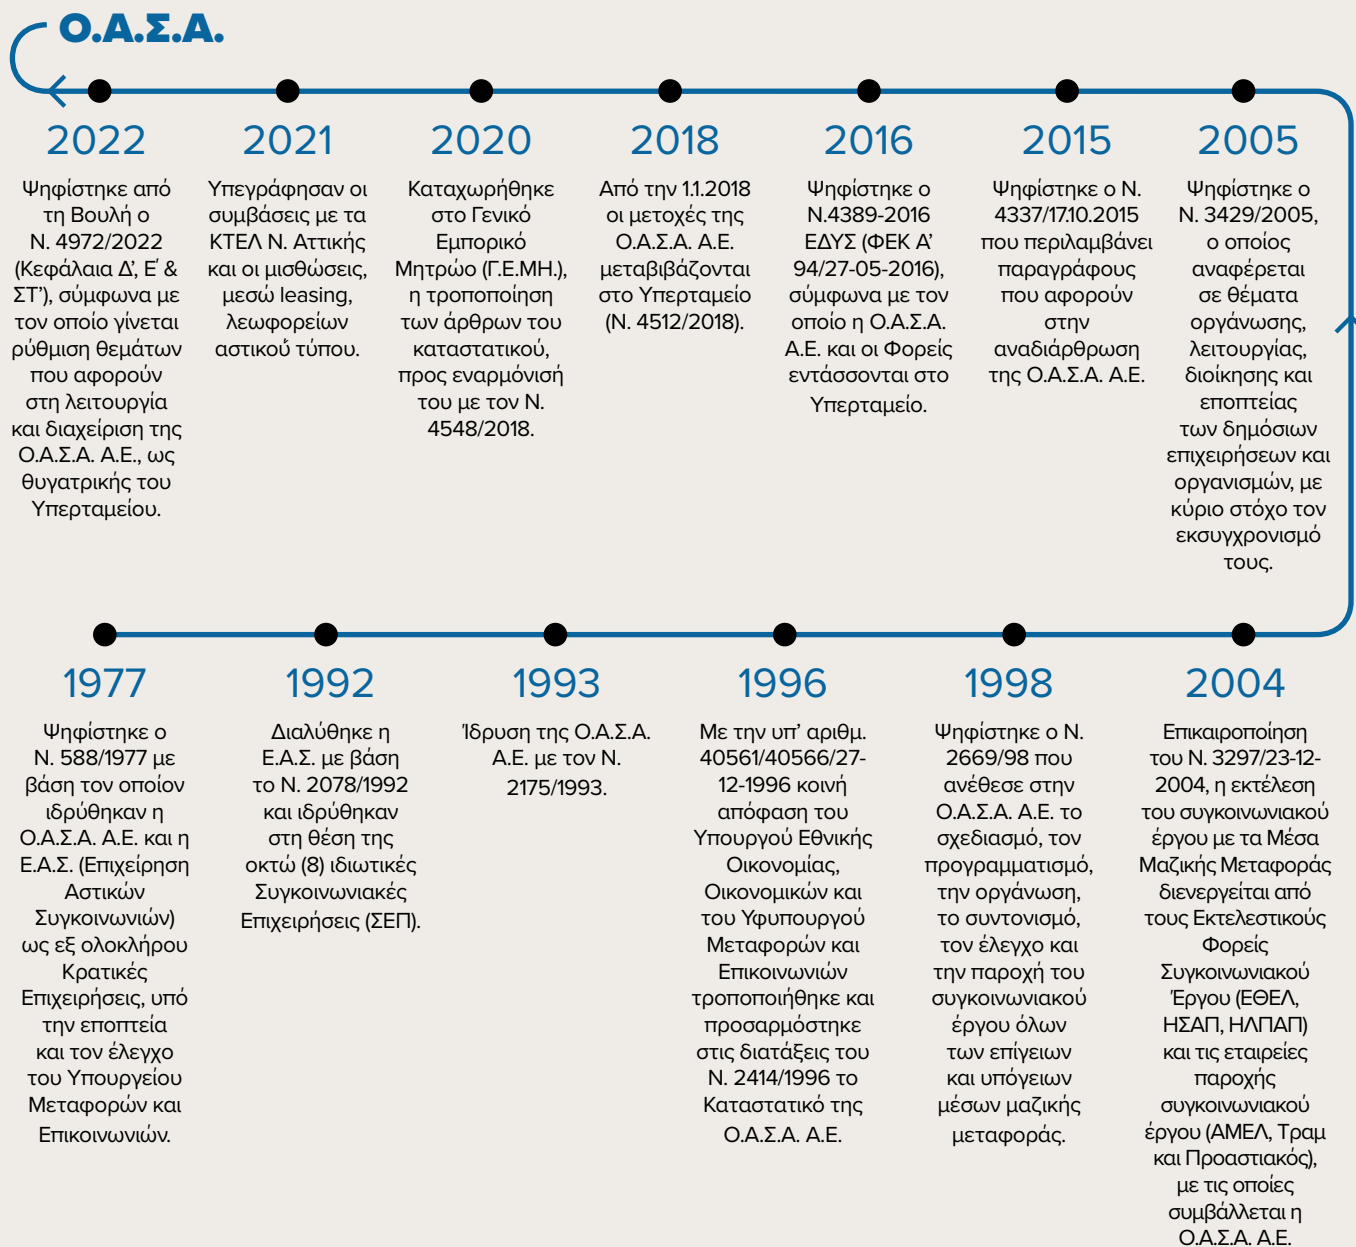 Ο.Α.Σ.Α.
2022
Ψηφίστηκε από
τη Βουλή ο
Ν. 4972/2022
(Κεφάλαια Δ', Ε' &
ΣΤ'), σύμφωνα με
τον οποίο γίνεται
ρύθμιση θεμάτων
που αφορούν
στη λειτουργία
και διαχείριση της
Ο.Α.Σ.Α. Α.Ε., ως
θυγατρικής του
Υπερταμείου.
2021
Υπεγράφησαν οι
συμβάσεις με τα
ΚΤΕΛ Ν. Αττικής
και οι μισθώσεις,
μεσώ leasing,
λεωφορείων
αστικού τύπου.
2020
Καταχωρήθηκε
στο Γενικό
Εμπορικό
Μητρώο (Γ.Ε.ΜΗ.),
η τροποποίηση
των άρθρων του
καταστατικού,
προς εναρμόνισή
του με τον Ν.
4548/2018.
2018
Από την 1.1.2018
οι μετοχές της
Ο.Α.Σ.Α. Α.Ε.
μεταβιβάζονται
στο Υπερταμείο
(Ν. 4512/2018).
2016
Ψηφίστηκε ο
Ν.4389-2016
ΕΔΥΣ (ΦΕΚ Α'
94/27-05-2016),
σύμφωνα με τον
οποίο η Ο.Α.Σ.Α.
Α.Ε. και οι Φορείς
εντάσσονται στο
Υπερταμείο.
2015
Ψηφίστηκε ο Ν.
4337/17.10.2015
που περιλαμβάνει
παραγράφους
που αφορούν
στην
αναδιάρθρωση
της Ο.Α.Σ.Α. Α.Ε.
2005
Ψηφίστηκε ο
Ν. 3429/2005,
ο οποίος
αναφέρεται
σε θέματα
οργάνωσης,
λειτουργίας,
διοίκησης και
εποπτείας
των δημόσιων
επιχειρήσεων και
οργανισμών, με
κύριο στόχο τον
εκσυγχρονισμό
τους.
1977
Ψηφίστηκε ο
Ν. 588/1977 με
βάση τον οποίον
ιδρύθηκαν η
Ο.Α.Σ.Α. Α.Ε. και η
Ε.Α.Σ. (Επιχείρηση
Αστικών
Συγκοινωνιών)
ως εξ ολοκλήρου
Κρατικές
Επιχειρήσεις, υπό
την εποπτεία
και τον έλεγχο
του Υπουργείου
Μεταφορών και
Επικοινωνιών.
1992
Διαλύθηκε η
Ε.Α.Σ. με βάση
το Ν. 2078/1992
και ιδρύθηκαν
στη θέση της
οκτώ (8) ιδιωτικές
Συγκοινωνιακές
Επιχειρήσεις (ΣΕΠ).
1993
Ίδρυση της Ο.Α.Σ.Α.
Α.Ε. με τον Ν.
2175/1993.
1996
Με την υπ' αριθμ.
40561/40566/27-
12-1996 κοινή
απόφαση του
Υπουργού Εθνικής
Οικονομίας,
Οικονομικών και
του Υφυπουργού
Μεταφορών και
Επικοινωνιών
τροποποιήθηκε και
προσαρμόστηκε
στις διατάξεις του
Ν. 2414/1996 το
Καταστατικό της
Ο.Α.Σ.Α. Α.Ε.
1998
Ψηφίστηκε ο Ν.
2669/98 που
ανέθεσε στην
Ο.Α.Σ.Α. Α.Ε. το
σχεδιασμό, τον
προγραμματισμό,
την οργάνωση,
το συντονισμό,
τον έλεγχο και
την παροχή του
συγκοινωνιακού
έργου όλων
των επίγειων
και υπόγειων
μέσων μαζικής
μεταφοράς.
2004
Επικαιροποίηση
του Ν. 3297/23-12-
2004, η εκτέλεση
του συγκοινωνιακού
έργου με τα Μέσα
Μαζικής Μεταφοράς
διενεργείται από
τους Εκτελεστικούς
Φορείς
Συγκοινωνιακού
Έργου (ΕΘΕΛ,
ΗΣΑΠ, ΗΛΠΑΠ)
και τις εταιρείες
παροχής
συγκοινωνιακού
έργου (ΑΜΕΛ, Τραμ
και Προαστιακός),
με τις οποίες
συμβάλλεται η
Ο.Α.Σ.Α. Α.Ε.